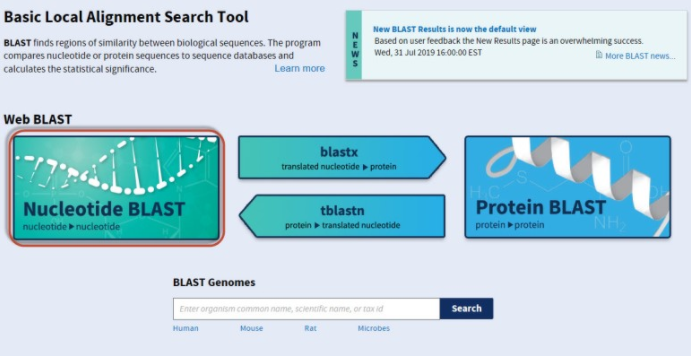 Basic Local Alignment Search Tool
BLAST finds regions of similarity between biological sequences. The program
compares nucleotide or protein sequences to sequence databases and
calculates the statistical significance.
Learn more
NEWS
New BLAST Results is now the default view
Based on user feedback the New Results page is an overwhelming success.
Wed, 31 Jul 2019 16:00:00 EST
More BLAST news...
Web BLAST
Nucleotide BLAST
nucleotide ▶ nucleotide
blastx
translated nucleotide ▶ protein
tblastn
protein ▶ translated nucleotide
H₃C
S
O
OH
NH₂
Protein BLAST
protein ▶ protein
BLAST Genomes
Enter organism common name, scientific name, or tax id
Search
Human Mouse Rat Microbes